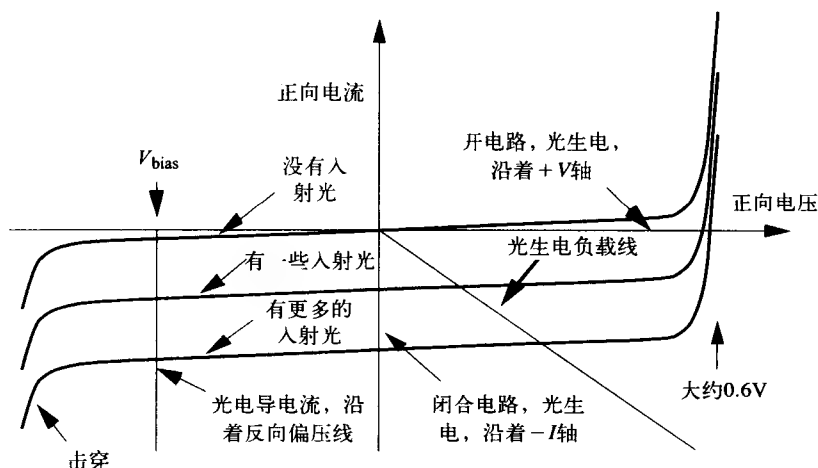 正向电流
V_bias
没有入
射光
开电路，光生电，
沿着+V轴
正向电压
有一些入射光
光生电负载线
有更多的
入射光
大约0.6V
光电导电流，沿
着反向偏压线
闭合电路，光生
电，沿着－I轴
击穿